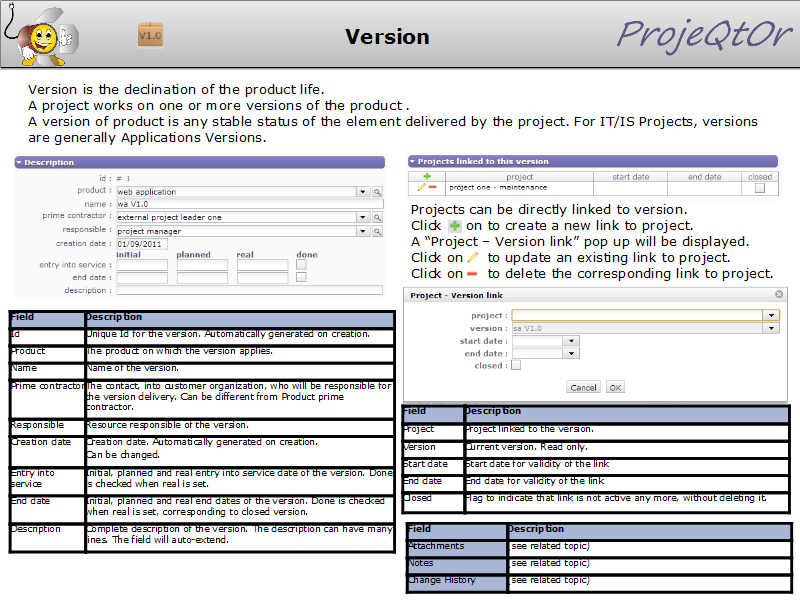 V1.0
Version
ProjeQtOr
Version is the declination of the product life.
A project works on one or more versions of the product .
A version of product is any stable status of the element delivered by the project. For IT/IS Projects, versions
are generally Applications Versions.
Description
id : # 1
product : web application
name : wa V1.0
prime contractor : external project leader one
responsible : project manager
creation date : 01/09/2011
initial planned real done
entry into service :
end date :
description :
Field Description
Id Unique Id for the version. Automatically generated on creation.
Product The product on which the version applies.
Name Name of the version.
Prime contractor The contact, into customer organization, who will be responsible for
the version delivery. Can be different from Product prime
contractor.
Responsible Resource responsible of the version.
Creation date Creation date. Automatically generated on creation.
Can be changed.
Entry into Initial, planned and real entry into service date of the version. Done
service is checked when real is set.
End date Initial, planned and real end dates of the version. Done is checked
when real is set, corresponding to closed version.
Description Complete description of the version. The description can have many
lines. The field will auto-extend.
Projects linked to this version
project start date end date closed
project one - maintenance
Projects can be directly linked to version.
Click on to create a new link to project.
A “Project – Version link” pop up will be displayed.
Click on to update an existing link to project.
Click on to delete the corresponding link to project.
Project - Version link
project :
version : sa V1.0
start date :
end date :
closed :
Cancel OK
Field Description
Project Project linked to the version.
Version Current version. Read only.
Start date Start date for validity of the link
End date End date for validity of the link
Closed Flag to indicate that link is not active any more, without deleting it.
Field Description
Attachments (see related topic)
Notes (see related topic)
Change History (see related topic)